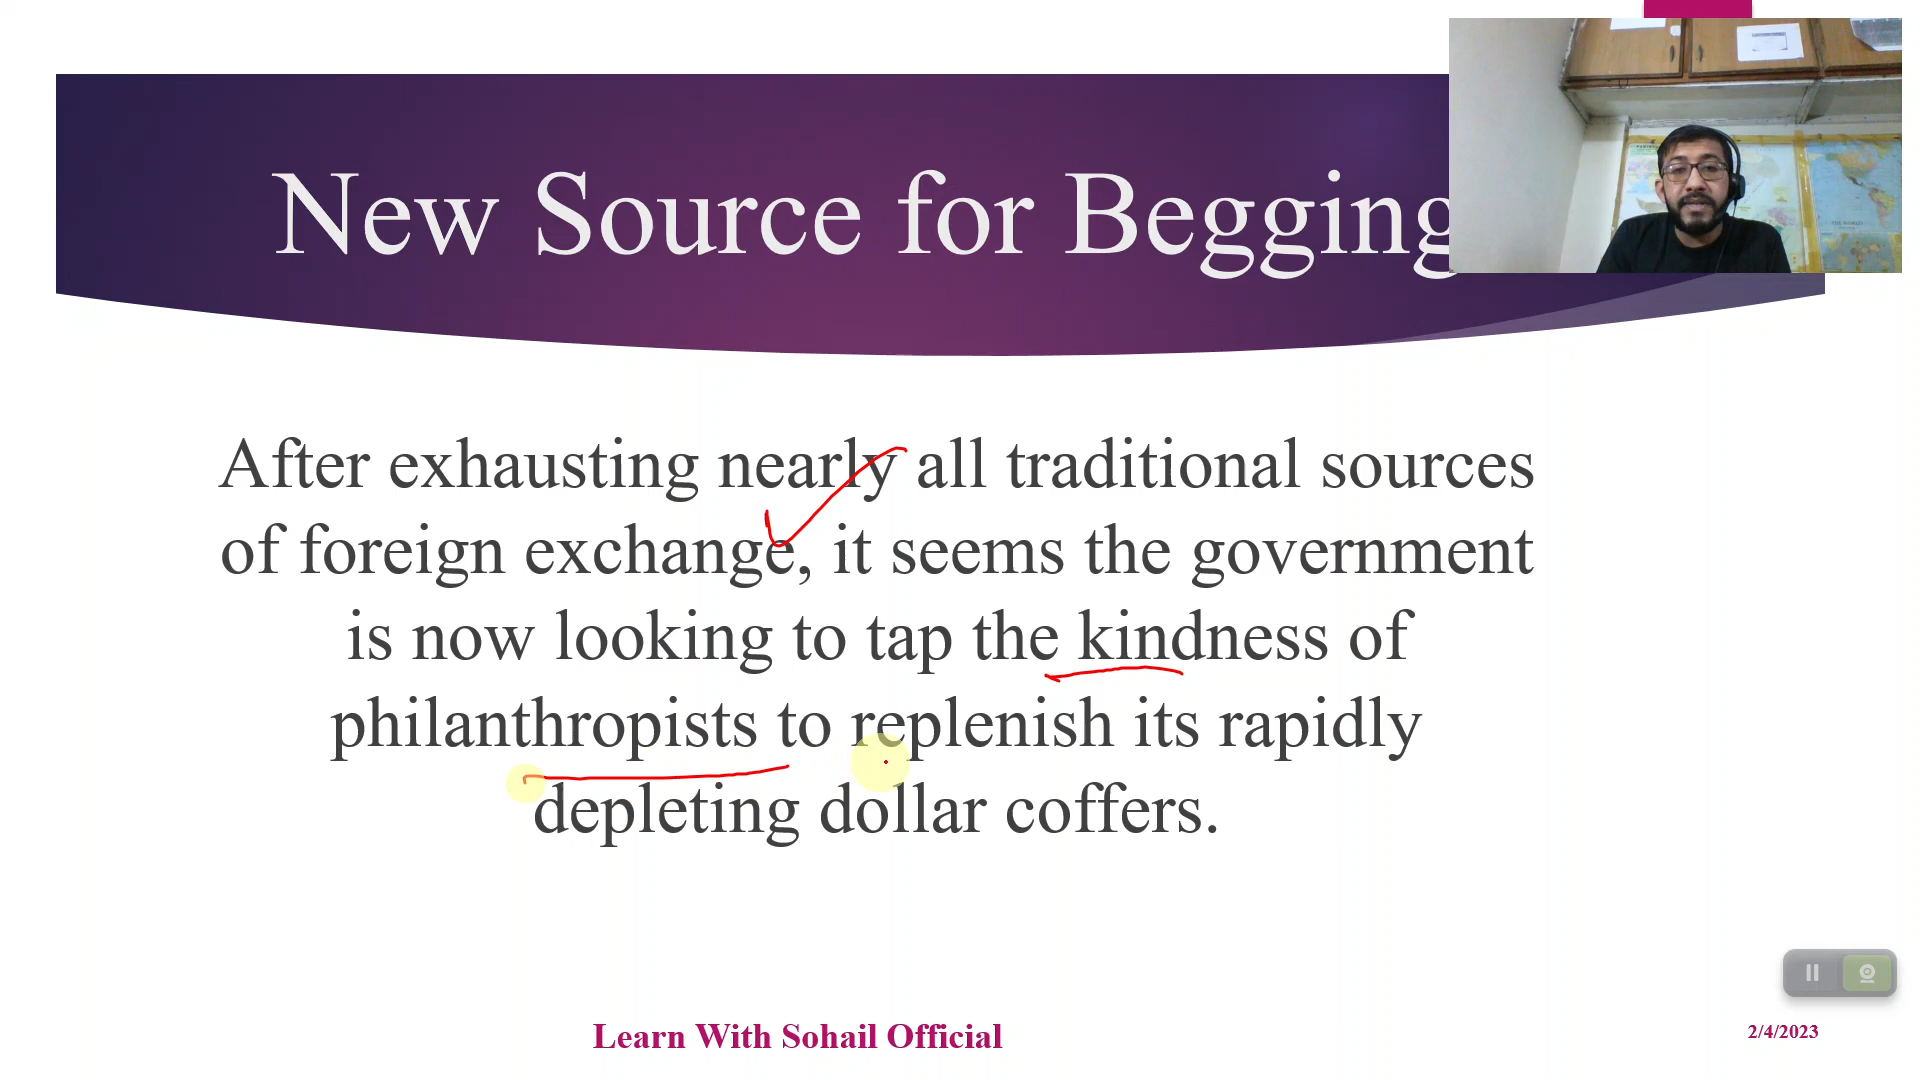 New Source for Begging
After exhausting nearly all traditional sources
of foreign exchange, it seems the government
is now looking to tap the kindness of
philanthropists to replenish its rapidly
depleting dollar coffers.
Learn With Sohail Official
2/4/2023